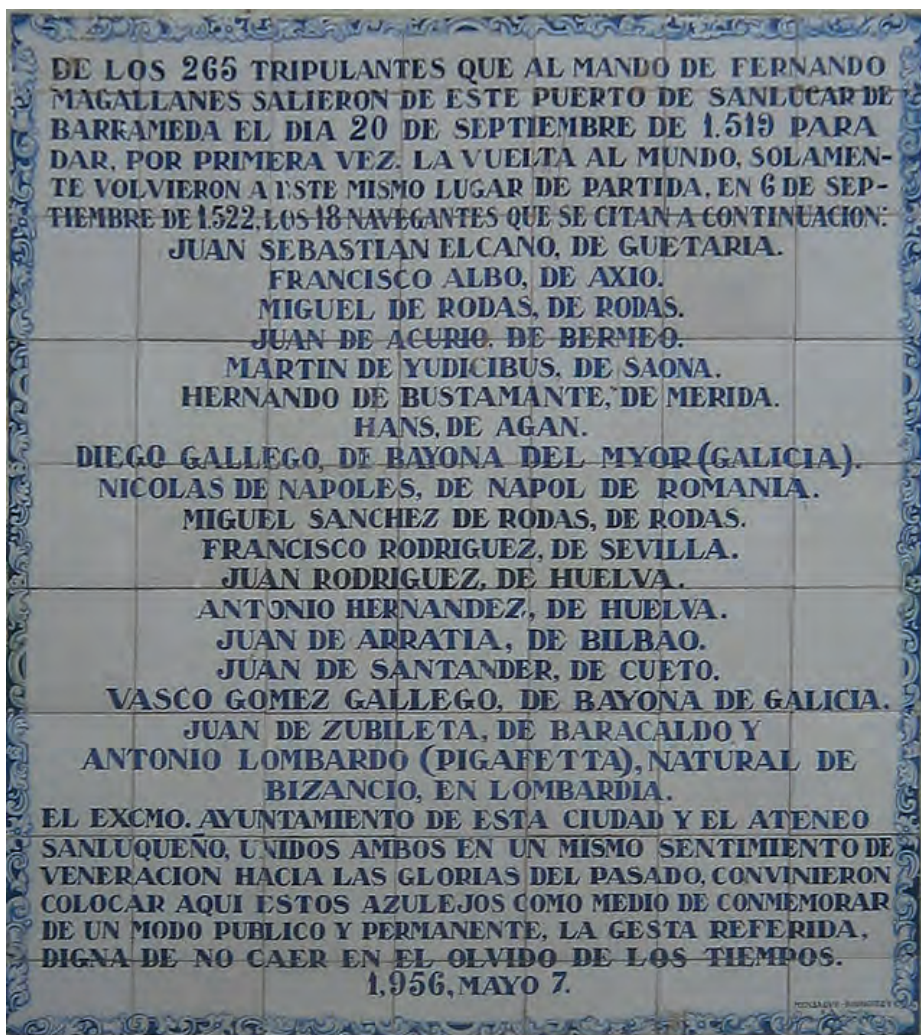 DE LOS 265 TRIPULANTES QUE AL MANDO DE FERNANDO
MAGALLANES SALIERON DE ESTE PUERTO DE SANLUCAR DE
BARRAMEDA EL DIA 20 DE SEPTIEMBRE DE 1.519 PARA
DAR, POR PRIMERA VEZ. LA VUELTA AL MUNDO, SOLAMEN-
TE VOLVIERON A ESTE MISMO LUGAR DE PARTIDA, EN 6 DE SEP-
TIEMBRE DE 1.522, LOS 18 NAVEGANTES QUE SE CITAN A CONTINUACION:
JUAN SEBASTIAN ELCANO, DE GUETARIA.
FRANCISCO ALBO, DE AXIO.
MIGUEL DE RODAS, DE RODAS.
JUAN DE ACURIO, DE BERMEO.
MARTIN DE YUDICIBUS, DE SAONA.
HERNANDO DE BUSTAMANTE, DE MERIDA.
HANS, DE AGAN.
DIEGO GALLEGO, DE BAYONA DEL MYOR (GALICIA).
NICOLAS DE NAPOLES, DE NAPOL DE ROMANIA.
MIGUEL SANCHEZ DE RODAS, DE RODAS.
FRANCISCO RODRIGUEZ, DE SEVILLA.
JUAN RODRIGUEZ, DE HUELVA.
ANTONIO HERNANDEZ, DE HUELVA.
JUAN DE ARRATIA, DE BILBAO.
JUAN DE SANTANDER, DE CUETO.
VASCO GOMEZ GALLEGO, DE BAYONA DE GALICIA.
JUAN DE ZUBILETA, DE BARACALDO Y
ANTONIO LOMBARDO (PIGAFETTA), NATURAL DE
BIZANCIO, EN LOMBARDIA.
EL EXCMO. AYUNTAMIENTO DE ESTA CIUDAD Y EL ATENEO
SANLUQUEÑO, UNIDOS AMBOS EN UN MISMO SENTIMIENTO DE
VENERACION HACIA LAS GLORIAS DEL PASADO, CONVINIERON
COLOCAR AQUI ESTOS AZULEJOS COMO MEDIO DE CONMEMORAR
DE UN MODO PUBLICO Y PERMANENTE, LA GESTA REFERIDA,
DIGNA DE NO CAER EN EL OLVIDO DE LOS TIEMPOS.
1,956, MAYO 7.